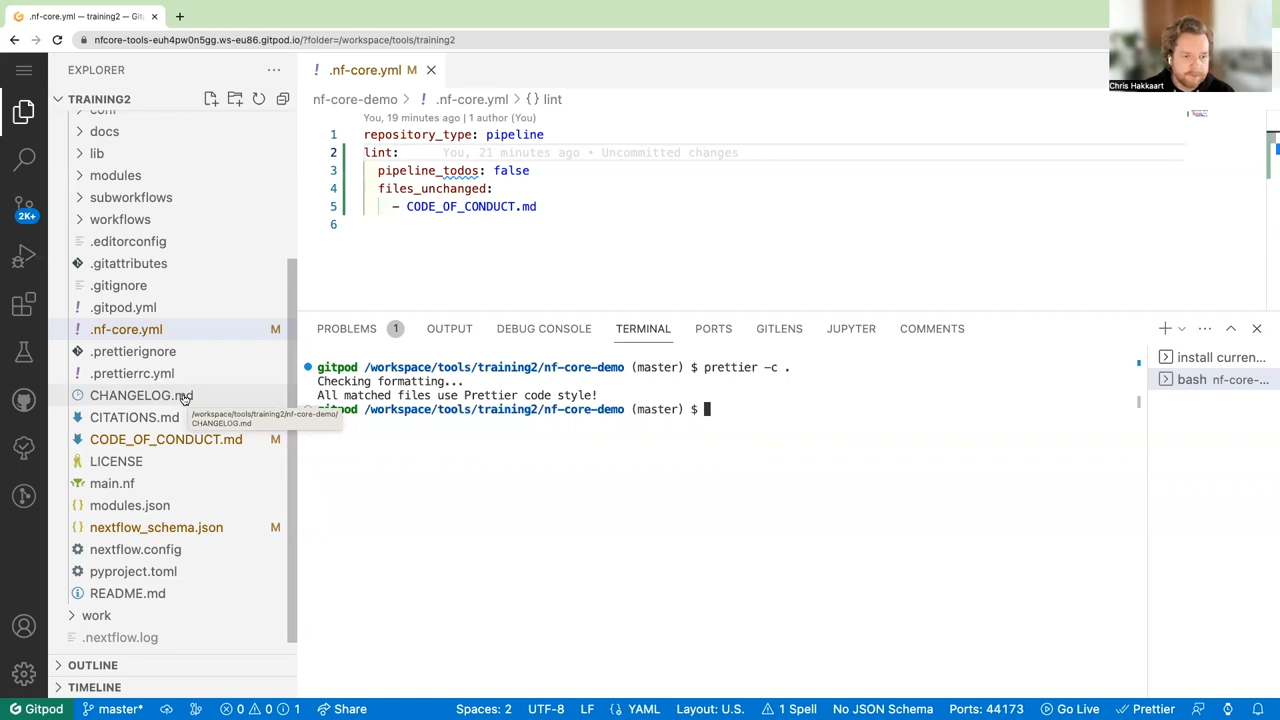 .nf-core.yml — training2 — Git
nfcore-tools-euh4pw0n5gg.ws-eu86.gitpod.io/?folder=/workspace/tools/training2
Chris Hakkaart
EXPLORER
TRAINING2
docs
lib
modules
subworkflows
workflows
.editorconfig
.gitattributes
.gitignore
.gitpod.yml
.nf-core.yml M
.prettierignore
.prettierrc.yml
CHANGELOG.md
CITATIONS.md
CODE_OF_CONDUCT.md M
LICENSE
main.nf
modules.json
nextflow_schema.json M
nextflow.config
pyproject.toml
README.md
work
.nextflow.log
OUTLINE
TIMELINE
2K+
/workspace/tools/training2/nf-core-demo/
CHANGELOG.md
.nf-core.yml M
nf-core-demo > .nf-core.yml > {} lint
You, 19 minutes ago | 1 author (You)
1 repository_type: pipeline
2 lint: You, 21 minutes ago • Uncommitted changes
3 pipeline_todos: false
4 files_unchanged:
5 - CODE_OF_CONDUCT.md
6
PROBLEMS 1 OUTPUT DEBUG CONSOLE TERMINAL PORTS GITLENS JUPYTER COMMENTS
gitpod /workspace/tools/training2/nf-core-demo (master) $ prettier -c .
Checking formatting...
All matched files use Prettier code style!
gitpod /workspace/tools/training2/nf-core-demo (master) $
install curren...
bash nf-core-...
Gitpod master* Share 0 0 1 Spaces: 2 UTF-8 LF {} YAML Layout: U.S. 1 Spell No JSON Schema Ports: 44173 Go Live Prettier